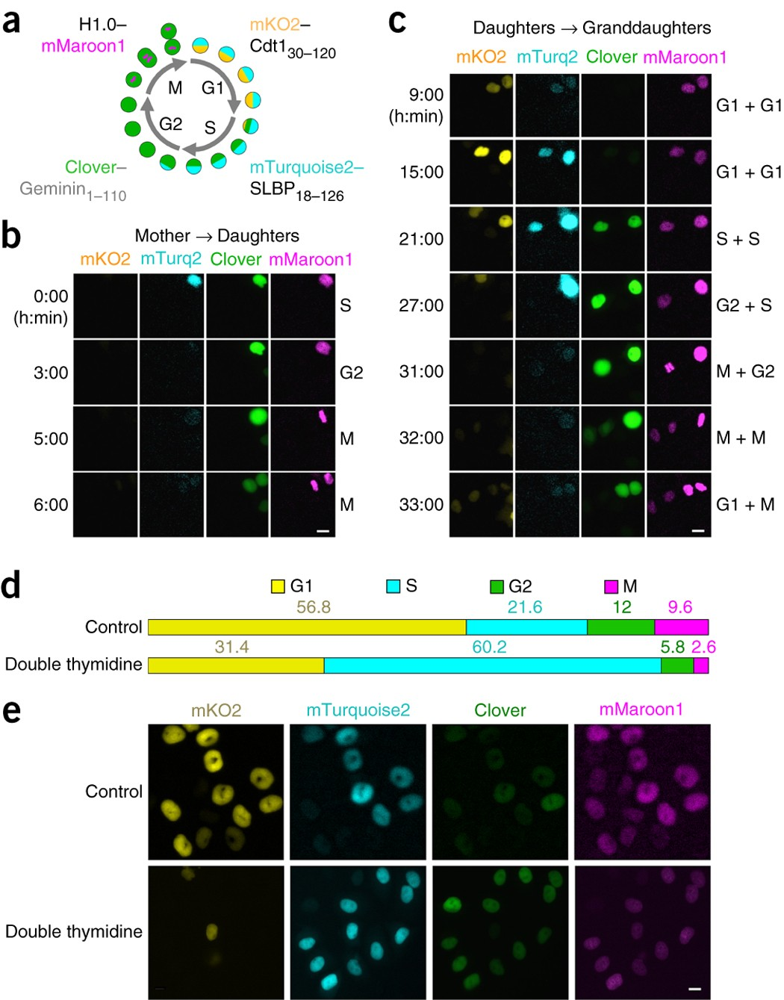 a
H1.0–
mMaroon1
mKO2–
Cdt130–120
M
G1
G2
S
Clover–
Geminin1–110
mTurquoise2–
SLBP18–126
b
Mother → Daughters
mKO2 mTurq2 Clover mMaroon1
0:00
(h:min)
S
3:00
G2
5:00
M
6:00
M
c
Daughters → Granddaughters
mKO2 mTurq2 Clover mMaroon1
9:00
(h:min)
G1 + G1
15:00
G1 + G1
21:00
S + S
27:00
G2 + S
31:00
M + G2
32:00
M + M
33:00
G1 + M
d
G1 S G2 M
56.8 21.6 12 9.6
Control
31.4 60.2 5.8 2.6
Double thymidine
e
mKO2 mTurquoise2 Clover mMaroon1
Control
Double thymidine